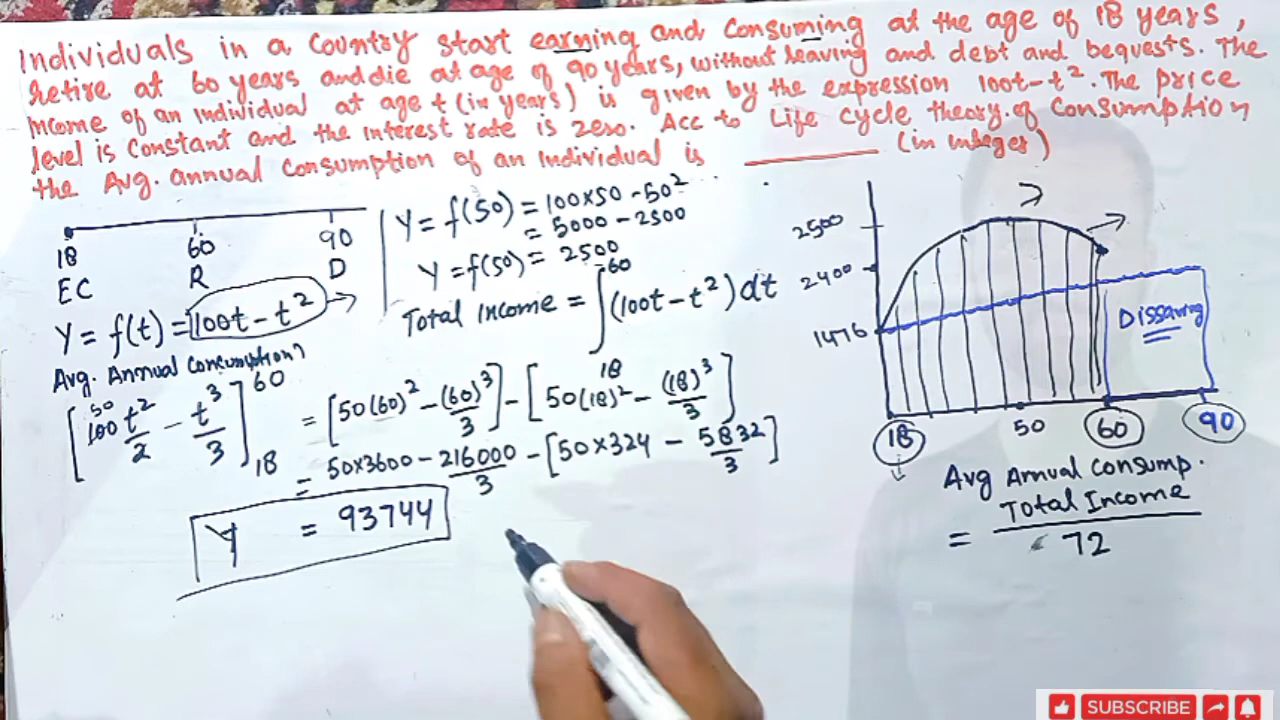 Individuals in a Country start earning and Consuming at the age of 18 years,
Retire at 60 years and die at age of 90 years, without leaving and debt and bequests. The
Income of an individual at age t (in years) is given by the expression 100t-t². The price
level is constant and the interest rate is zero. Acc to Life cycle theory of Consumption
the Avg. annual consumption of an individual is ________ (in integer)
18 60 90
EC R D
Y = f(t) = 100t - t²
Avg. Annual Consumption?
Y = f(50) = 100×50 - 50²
= 5000 - 2500
Y = f(50) = 2500
Total Income = ∫₁₈⁶⁰ (100t - t²) dt
[50 100 t²/2 - t³/3]₁₈⁶⁰ = [50(60)² - (60)³/3] - [50(18)² - (18)³/3]
= 50×3600 - 216000/3 - [50×324 - 5832/3]
Y = 93744
2500
2400
1476
Dissaving
18 50 60 90
Avg Annual Consump.
= Total Income / 72
SUBSCRIBE